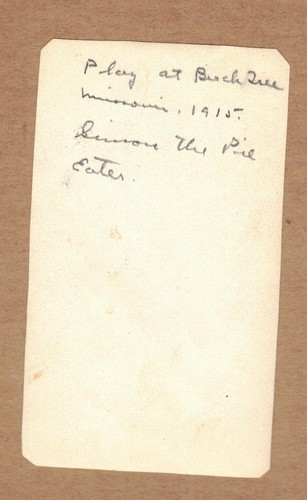 Play at Birch Tree
Missouri, 1915.
Simon The Pie
Eater.